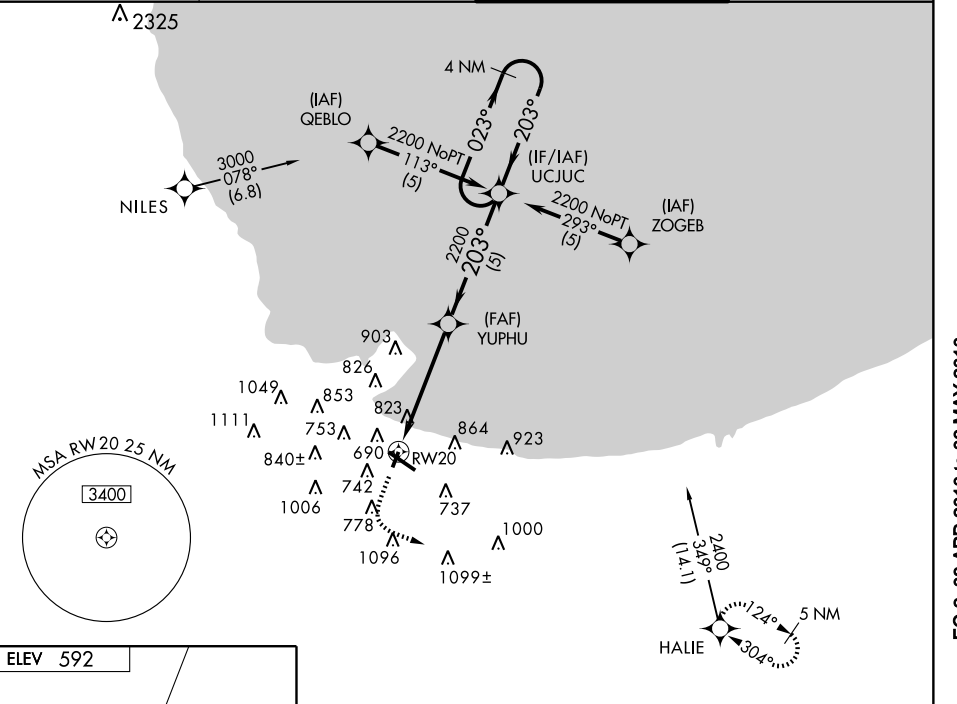 2325
4 NM
(IAF)
QEBLO
023°
203°
2200 NoPT
113°
(5)
(IF/IAF)
UCJUC
3000
078°
(6.8)
NILES
2200 NoPT
293°
(5)
(IAF)
ZOGEB
2200
203°
(5)
(FAF)
YUPHU
903
826
1049
853
823
1111
753
864
923
840±
690
RW20
MSA RW20 25 NM
3400
742
1006
737
778
1000
1096
1099±
2400
349°
(14.1)
124°
5 NM
HALIE
304°
ELEV 592